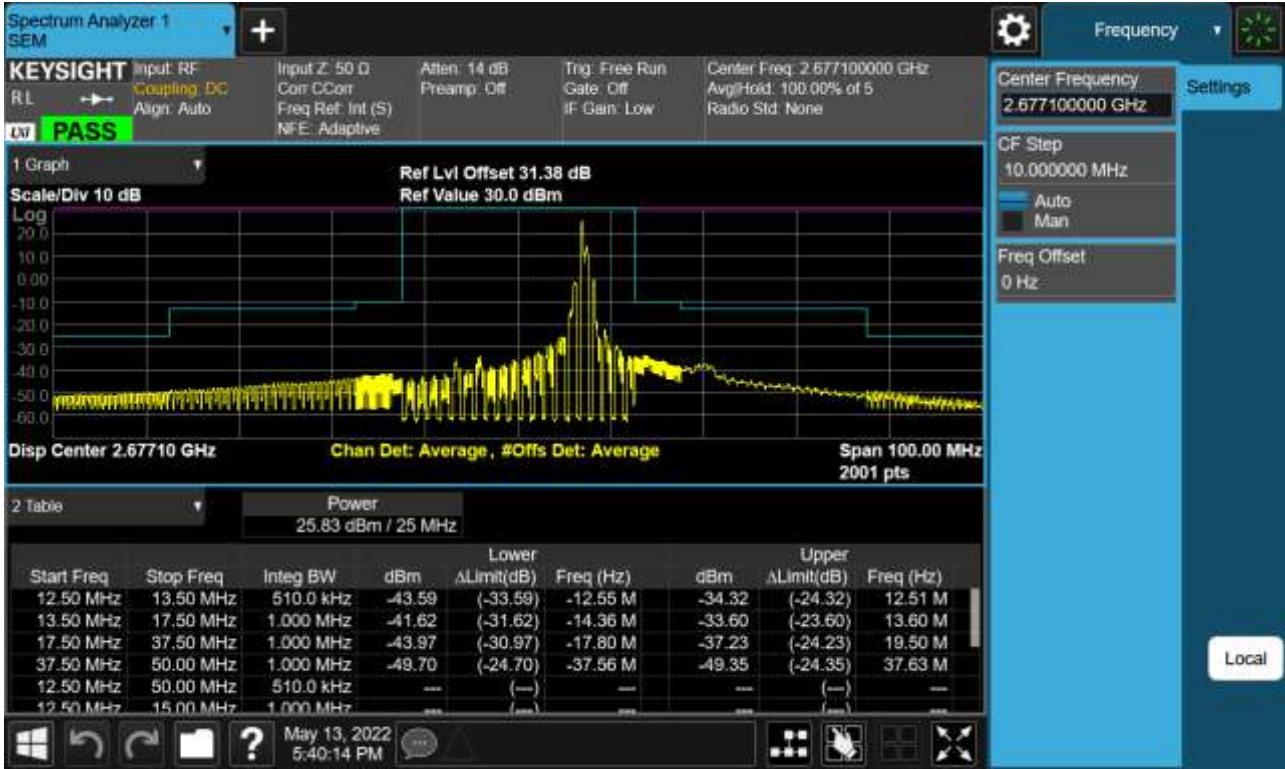 Spectrum Analyzer 1
SEM
+
Frequency
KEYSIGHT
RL
LXI
PASS
Input: RF
Coupling: DC
Align: Auto
Input Z: 50 Ω
Corr CCorr
Freq Ref: Int (S)
NFE: Adaptive
Atten: 14 dB
Preamp: Off
Trig: Free Run
Gate: Off
IF Gain: Low
Center Freq: 2.677100000 GHz
Avg|Hold: 100.00% of 5
Radio Std: None
Center Frequency
2.677100000 GHz
Settings
CF Step
10.000000 MHz
Auto
Man
Freq Offset
0 Hz
Local
1 Graph
Scale/Div 10 dB
Ref Lvl Offset 31.38 dB
Ref Value 30.0 dBm
Log
20.0
10.0
0.00
-10.0
-20.0
-30.0
-40.0
-50.0
-60.0
Disp Center 2.67710 GHz Chan Det: Average , #Offs Det: Average Span 100.00 MHz
2001 pts
2 Table
Power
25.83 dBm / 25 MHz
Lower Upper
Start Freq Stop Freq Integ BW dBm ΔLimit(dB) Freq (Hz) dBm ΔLimit(dB) Freq (Hz)
12.50 MHz 13.50 MHz 510.0 kHz -43.59 (-33.59) -12.55 M -34.32 (-24.32) 12.51 M
13.50 MHz 17.50 MHz 1.000 MHz -41.62 (-31.62) -14.36 M -33.60 (-23.60) 13.60 M
17.50 MHz 37.50 MHz 1.000 MHz -43.97 (-30.97) -17.80 M -37.23 (-24.23) 19.50 M
37.50 MHz 50.00 MHz 1.000 MHz -49.70 (-24.70) -37.56 M -49.35 (-24.35) 37.63 M
12.50 MHz 50.00 MHz 510.0 kHz --- (---) --- --- (---) ---
12.50 MHz 15.00 MHz 1.000 MHz --- (---) --- --- (---) ---
?
May 13, 2022
5:40:14 PM